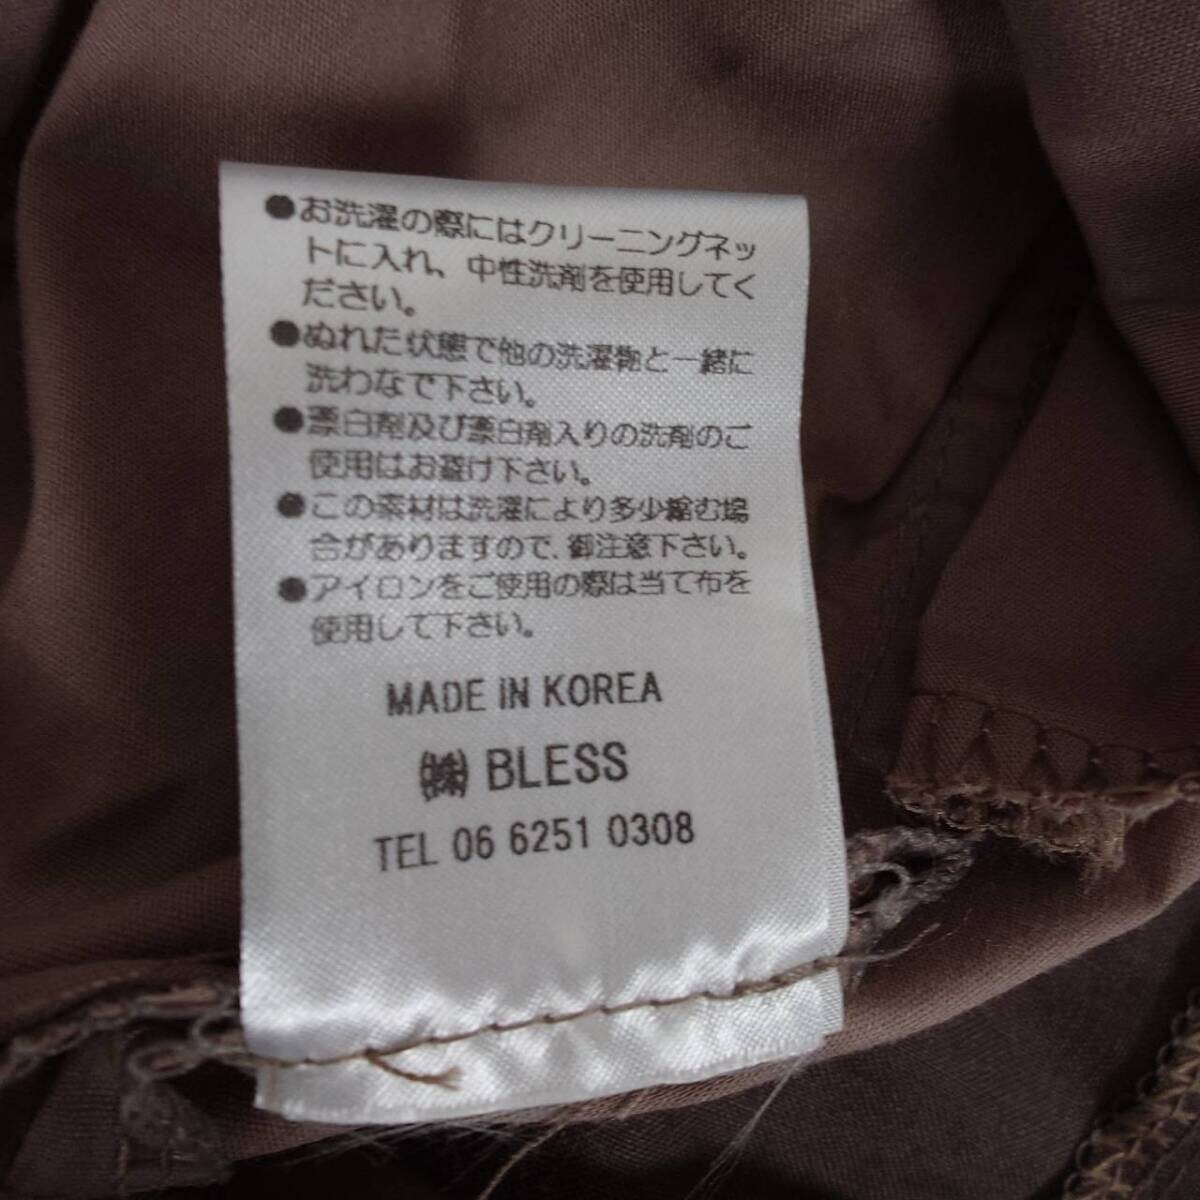 ●お洗濯の際にはクリーニングネッ
トに入れ、中性洗剤を使用してく
ださい。
●ぬれた状態で他の洗濯物と一緒に
洗わなで下さい。
●漂白剤及び漂白剤入りの洗剤のご
使用はお避け下さい。
●この素材は洗濯により多少縮む場
合がありますので、御注意下さい。
●アイロンをご使用の際は当て布を
使用して下さい。
MADE IN KOREA
㈱ BLESS
TEL 06 6251 0308